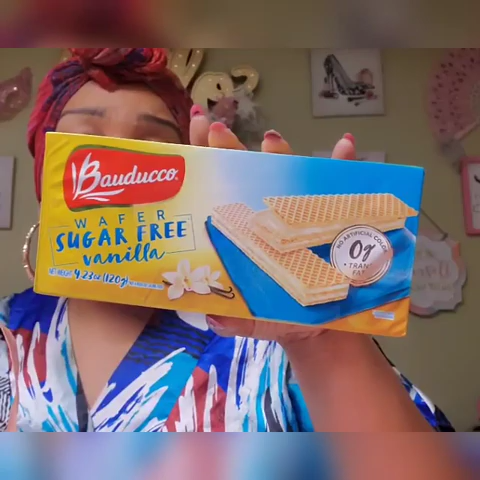 Bauducco
WAFER
SUGAR FREE
vanilla
NET WEIGHT 4.23oz (120g)
NO ARTIFICIAL COLOR
0g
TRANS
FAT